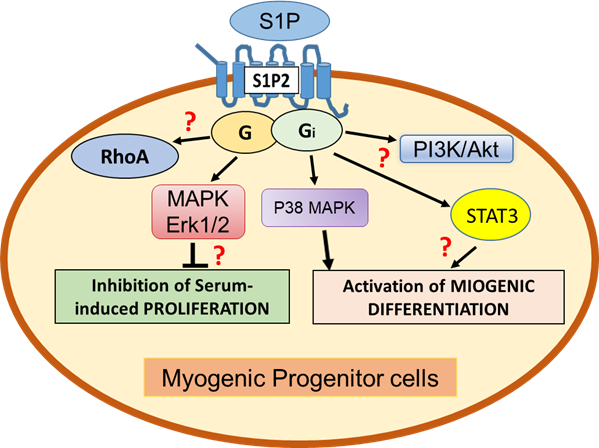 S1P
S1P2
?
G
Gi
RhoA
?
PI3K/Akt
MAPK
Erk1/2
P38 MAPK
STAT3
?
?
Inhibition of Serum-
induced PROLIFERATION
Activation of MIOGENIC
DIFFERENTIATION
Myogenic Progenitor cells